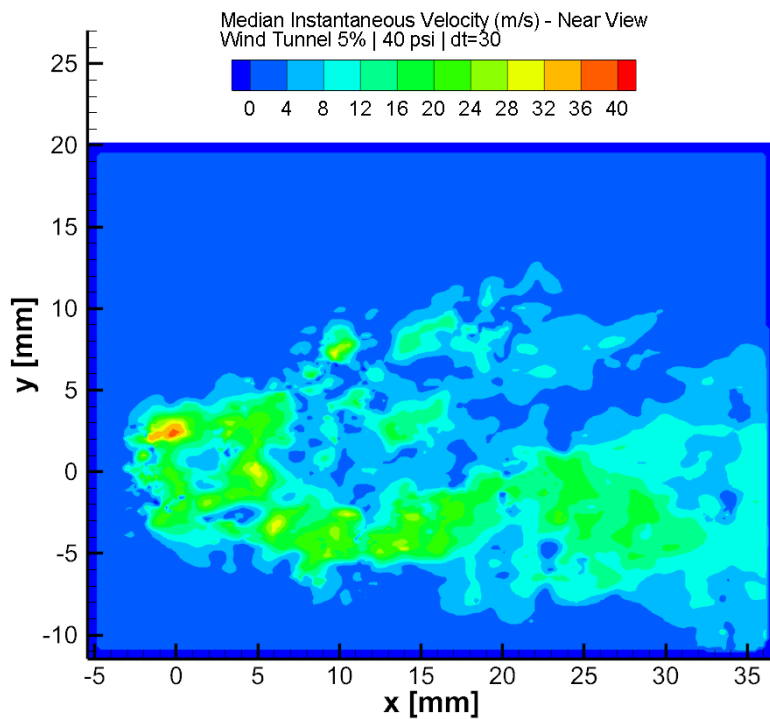 Median Instantaneous Velocity (m/s) - Near View
Wind Tunnel 5% | 40 psi | dt=30
0 4 8 12 16 20 24 28 32 36 40
25
20
15
10
5
0
-5
-10
y [mm]
-5 0 5 10 15 20 25 30 35
x [mm]